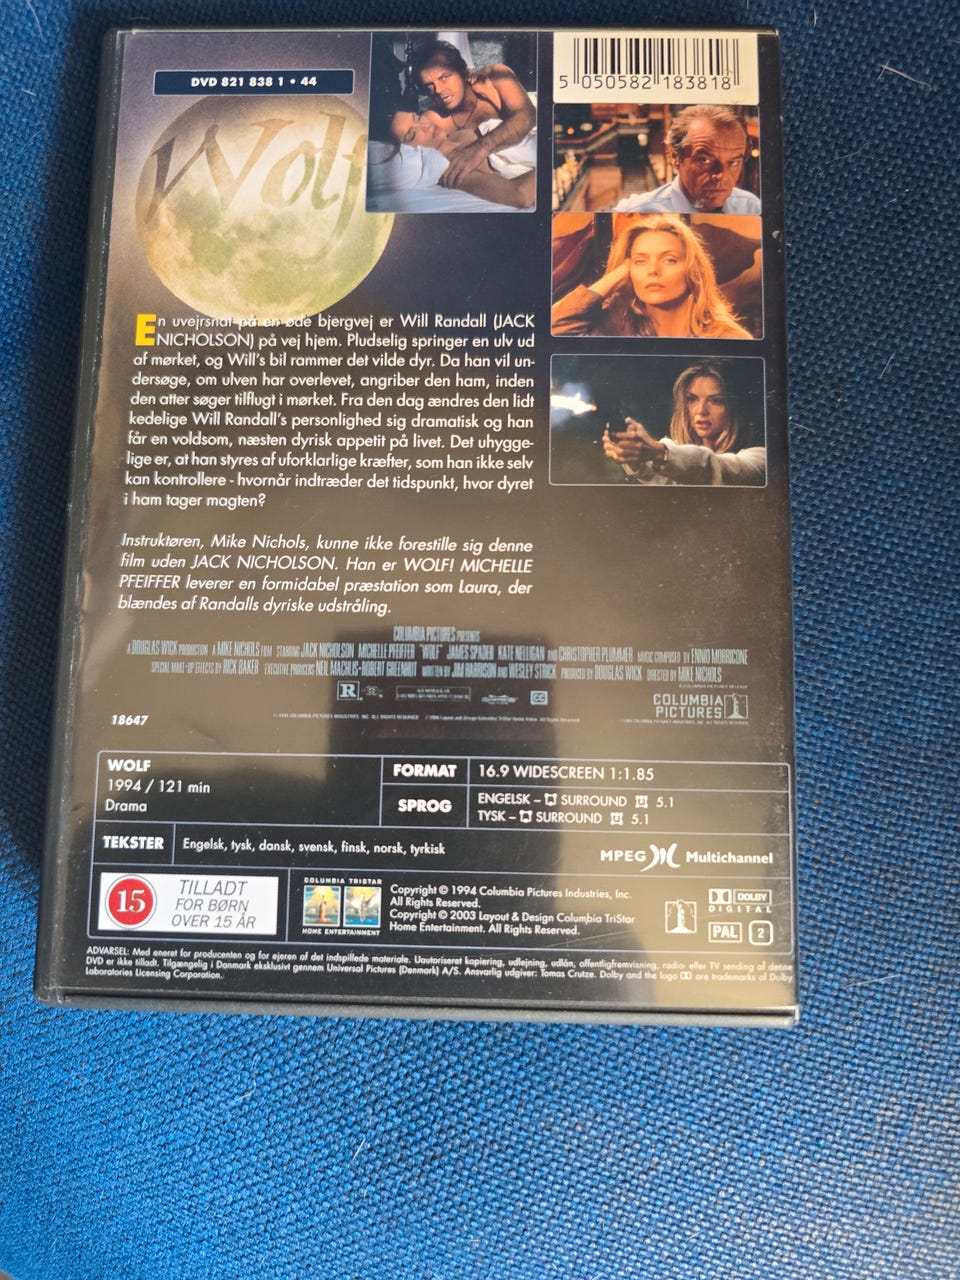 DVD 821 838 1 • 44
5 050582 183818
Wolf
En uvejrsnat på en øde bjergvej er Will Randall (JACK
NICHOLSON) på vej hjem. Pludselig springer en ulv ud
af mørket, og Will's bil rammer det vilde dyr. Da han vil un-
dersøge, om ulven har overlevet, angriber den ham, inden
den atter søger tilflugt i mørket. Fra den dag ændres den lidt
kedelige Will Randall's personlighed sig dramatisk og han
får en voldsom, næsten dyrisk appetit på livet. Det uhygge-
lige er, at han styres af uforklarlige kræfter, som han ikke selv
kan kontrollere - hvornår indtræder det tidspunkt, hvor dyret
i ham tager magten?
Instruktøren, Mike Nichols, kunne ikke forestille sig denne
film uden JACK NICHOLSON. Han er WOLF! MICHELLE
PFEIFFER leverer en formidabel præstation som Laura, der
blændes af Randalls dyriske udstråling.
COLUMBIA PICTURES PRESENTS
A DOUGLAS WICK PRODUCTION A MIKE NICHOLS FILM STARRING JACK NICHOLSON MICHELLE PFEIFFER "WOLF" JAMES SPADER KATE NELLIGAN AND CHRISTOPHER PLUMMER MUSIC COMPOSED BY ENNIO MORRICONE
SPECIAL MAKE-UP EFFECTS BY RICK BAKER EXECUTIVE PRODUCERS NEIL MACHLIS ROBERT GREENHUT WRITTEN BY JIM HARRISON AND WESLEY STRICK PRODUCED BY DOUGLAS WICK DIRECTED BY MIKE NICHOLS
A COLUMBIA PICTURES RELEASE
R
CC
COLUMBIA
PICTURES
18647
WOLF
1994 / 121 min
Drama
FORMAT
16.9 WIDESCREEN 1:1.85
SPROG
ENGELSK – SURROUND 5.1
TYSK – SURROUND 5.1
TEKSTER
Engelsk, tysk, dansk, svensk, finsk, norsk, tyrkisk
MPEG Multichannel
15
TILLADT
FOR BØRN
OVER 15 ÅR
COLUMBIA TRISTAR
HOME ENTERTAINMENT
Copyright © 1994 Columbia Pictures Industries, Inc.
All Rights Reserved.
Copyright © 2003 Layout & Design Columbia TriStar
Home Entertainment. All Rights Reserved.
DOLBY
DIGITAL
PAL
2
ADVARSEL: Med eneret for producenten og for ejeren af det indspillede materiale. Uautoriseret kopiering, udlejning, udlån, offentligfremvisning, radio- eller TV sending af denne
DVD er ikke tilladt. Tilgængelig i Danmark eksklusivt gennem Universal Pictures (Denmark) A/S. Ansvarlig udgiver: Tomas Crutze. Dolby and the logo are trademarks of Dolby
Laboratories Licensing Corporation.